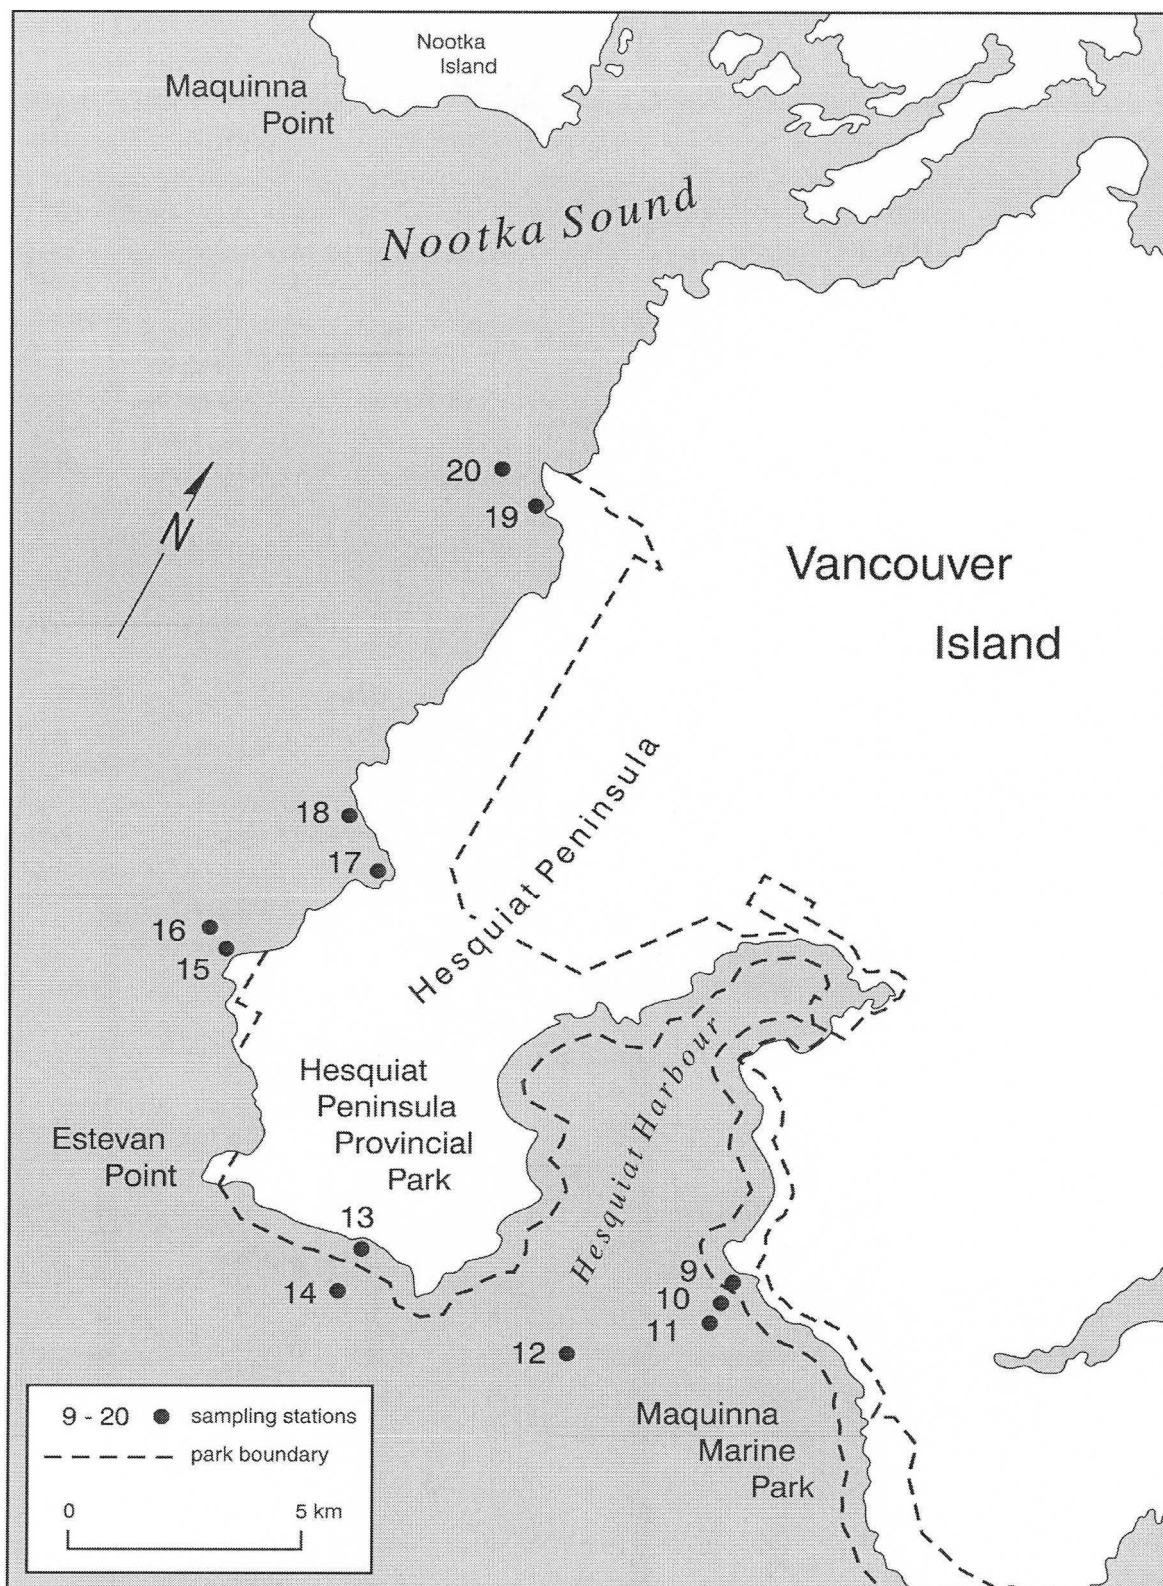 Nootka
Island
Maquinna
Point
Nootka Sound
20
19
N
Vancouver
Island
Hesquiat Peninsula
18
17
16
15
Hesquiat Harbour
Hesquiat
Peninsula
Provincial
Park
Estevan
Point
13
14
9
10
11
12
Maquinna
Marine
Park
9 - 20 sampling stations
park boundary
0 5 km